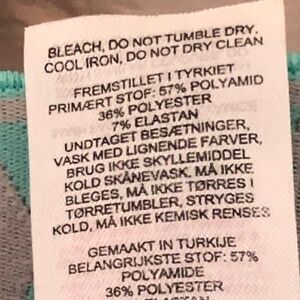 BLEACH, DO NOT TUMBLE DRY,
COOL IRON, DO NOT DRY CLEAN
FREMSTILLET I TYRKIET
PRIMÆRT STOF: 57% POLYAMID
36% POLYESTER
7% ELASTAN
UNDTAGET BESÆTNINGER,
VASK MED LIGNENDE FARVER,
BRUG IKKE SKYLLEMIDDEL
KOLD SKÅNEVASK, MÅ IKKE
BLEGES, MÅ IKKE TØRRES I
TØRRETUMBLER, STRYGES
KOLD, MÅ IKKE KEMISK RENSES
GEMAAKT IN TURKIJE
BELANGRIJKSTE STOF: 57%
POLYAMIDE
36% POLYESTER
ELASTAN